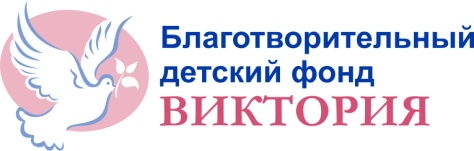 Благотворительный
детский фонд
ВИКТОРИЯ